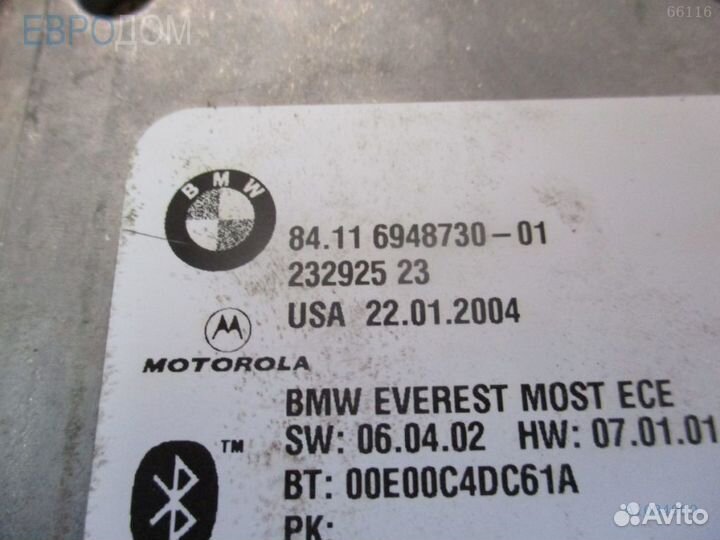 ЕВРОДОМ
66116
BMW
84.11 6948730-01
232925 23
USA 22.01.2004
MOTOROLA
BMW EVEREST MOST ECE
SW: 06.04.02 HW: 07.01.01
™
BT: 00E00C4DC61A
PK:
Avito